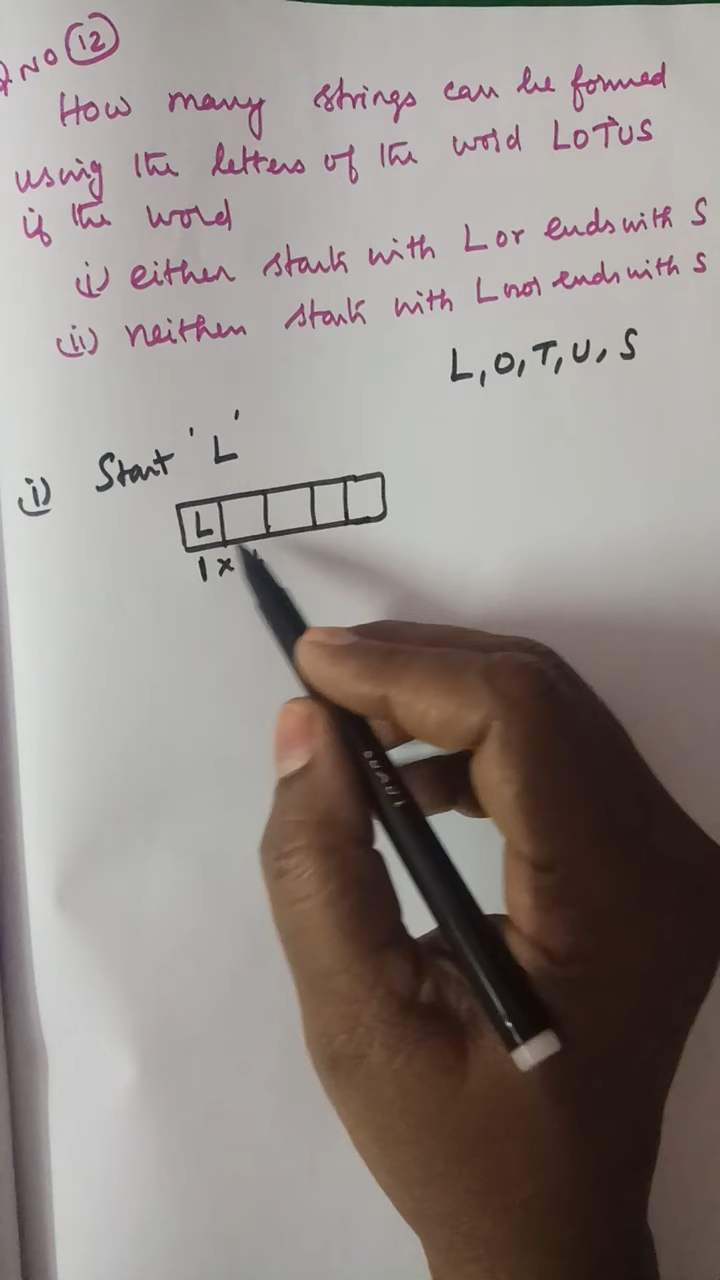 Q NO 12
How many strings can be formed
using the letters of the word LOTUS
if the word
(i) either starts with L or ends with S
(ii) neither starts with L nor ends with S
L, O, T, U, S
(i) Start 'L'
L
1 ×